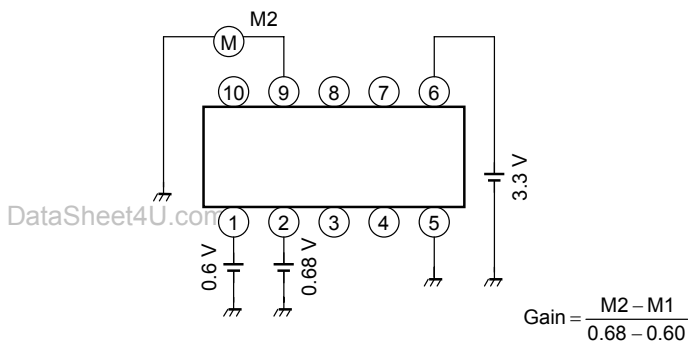 M2
M
10 9 8 7 6
3.3 V
DataSheet4U.com
1 2 3 4 5
0.6 V
0.68 V
Gain = M2 – M1
0.68 – 0.60